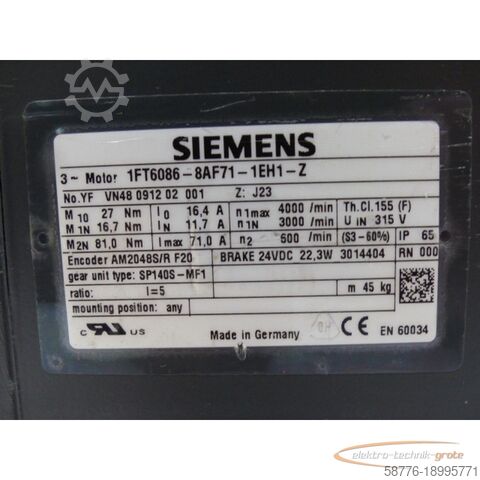 SIEMENS
3~ Motor 1FT6086-8AF71-1EH1-Z
No.YF VN48 0912 02 001 Z: J23
M10 27 Nm I0 16,4 A n1max 4000 /min Th.Cl.155 (F)
M1N 16,7 Nm IN 11,7 A n1N 3000 /min U IN 315 V
M2N 81,0 Nm I max 71,0 A n2 600 /min (S3-60%) IP 65
Encoder AM2048S/R F20 BRAKE 24VDC 22,3W 3014404 RN 000
gear unit type: SP140S-MF1
ratio: I=5 m 45 kg
mounting position: any
c RU US Made in Germany CE EN 60034
elektro-technik-grote
58776-18995771